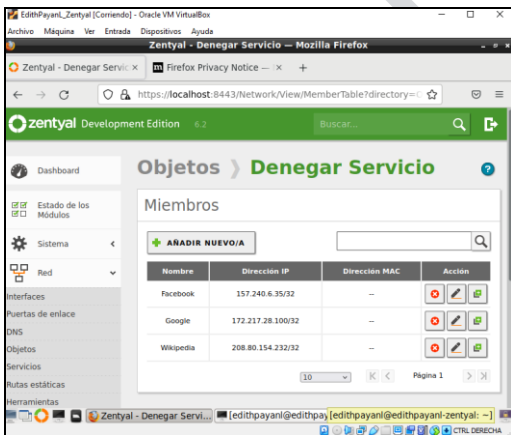 EdithPayanL_Zentyal [Corriendo] - Oracle VM VirtualBox
Archivo Máquina Ver Entrada Dispositivos Ayuda
Zentyal - Denegar Servicio — Mozilla Firefox
Zentyal - Denegar Servic × Firefox Privacy Notice — × +
https://localhost:8443/Network/View/MemberTable?directory=
zentyal Development Edition 6.2 Buscar...
Dashboard
Estado de los Módulos
Sistema
Red
Interfaces
Puertas de enlace
DNS
Objetos
Servicios
Rutas estáticas
Herramientas
Objetos Denegar Servicio
Miembros
AÑADIR NUEVO/A
Nombre Dirección IP Dirección MAC Acción
Facebook 157.240.6.35/32 --
Google 172.217.28.100/32 --
Wikipedia 208.80.154.232/32 --
10 Página 1
Zentyal - Denegar Servi... [edithpayanl@edithpay [edithpayanl@edithpayanl-zentyal: ~]
CTRL DERECHA